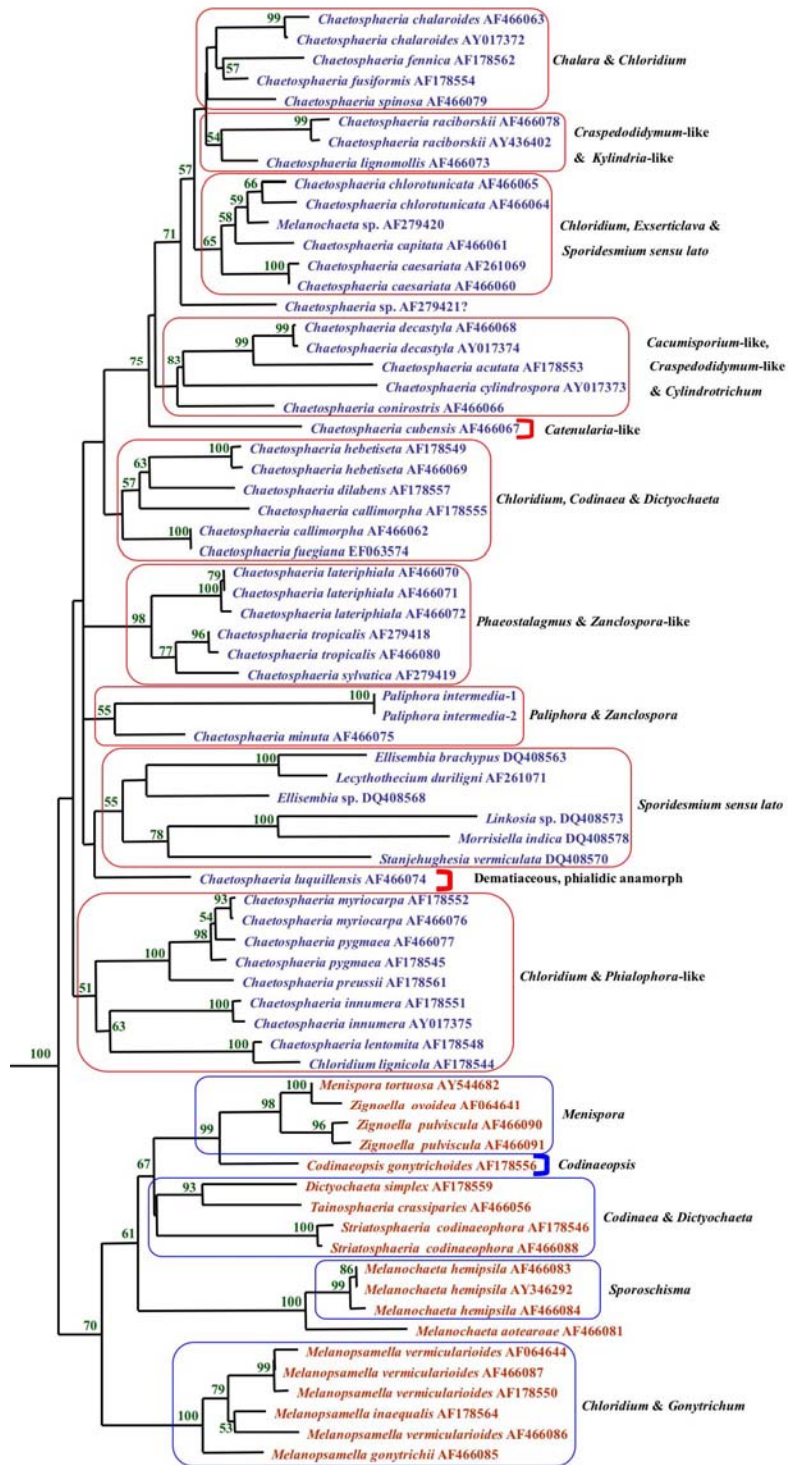 99
Chaetosphaeria chalaroides AF466063
Chaetosphaeria chalaroides AY017372
Chaetosphaeria fennica AF178562
57
Chaetosphaeria fusiformis AF178554
Chaetosphaeria spinosa AF466079
Chalara & Chloridium
99
Chaetosphaeria raciborskii AF466078
Chaetosphaeria raciborskii AY436402
54
Chaetosphaeria lignomollis AF466073
Craspedodidymum-like
& Kylindria-like
57
66
Chaetosphaeria chlorotunicata AF466065
59
Chaetosphaeria chlorotunicata AF466064
58
Melanochaeta sp. AF279420
65
Chaetosphaeria capitata AF466061
100
Chaetosphaeria caesariata AF261069
Chaetosphaeria caesariata AF466060
Chloridium, Exserticlava &
Sporidesmium sensu lato
71
Chaetosphaeria sp. AF279421?
99
Chaetosphaeria decastyla AF466068
Chaetosphaeria decastyla AY017374
99
Chaetosphaeria acutata AF178553
83
Chaetosphaeria cylindrospora AY017373
Chaetosphaeria conirostris AF466066
Cacumisporium-like,
Craspedodidymum-like
& Cylindrotrichum
75
Chaetosphaeria cubensis AF466067
Catenularia-like
100
Chaetosphaeria hebetiseta AF178549
63
Chaetosphaeria hebetiseta AF466069
57
Chaetosphaeria dilabens AF178557
Chaetosphaeria callimorpha AF178555
100
Chaetosphaeria callimorpha AF466062
Chaetosphaeria fuegiana EF063574
Chloridium, Codinaea & Dictyochaeta
79
Chaetosphaeria lateriphiala AF466070
100
Chaetosphaeria lateriphiala AF466071
Chaetosphaeria lateriphiala AF466072
98
96
Chaetosphaeria tropicalis AF279418
77
Chaetosphaeria tropicalis AF466080
Chaetosphaeria sylvatica AF279419
Phaeostalagmus & Zanclospora-like
100
Paliphora intermedia-1
55
Paliphora intermedia-2
Chaetosphaeria minuta AF466075
Paliphora & Zanclospora
100
Ellisembia brachypus DQ408563
Lecythothecium duriligni AF261071
55
Ellisembia sp. DQ408568
100
Linkosia sp. DQ408573
78
Morrisiella indica DQ408578
Stanjehughesia vermiculata DQ408570
Sporidesmium sensu lato
Chaetosphaeria luquillensis AF466074
Dematiaceous, phialidic anamorph
93
Chaetosphaeria myriocarpa AF178552
54
Chaetosphaeria myriocarpa AF466076
98
Chaetosphaeria pygmaea AF466077
100
Chaetosphaeria pygmaea AF178545
Chaetosphaeria preussii AF178561
51
100
Chaetosphaeria innumera AF178551
Chaetosphaeria innumera AY017375
63
100
Chaetosphaeria lentomita AF178548
Chloridium lignicola AF178544
Chloridium & Phialophora-like
100
100
Menispora tortuosa AY544682
98
Zignoella ovoidea AF064641
96
Zignoella pulviscula AF466090
Zignoella pulviscula AF466091
Menispora
99
Codinaeopsis gonytrichoides AF178556
Codinaeopsis
67
93
Dictyochaeta simplex AF178559
Tainosphaeria crassiparies AF466056
100
Striatosphaeria codinaeophora AF178546
Striatosphaeria codinaeophora AF466088
Codinaea & Dictyochaeta
61
86
Melanochaeta hemipsila AF466083
99
Melanochaeta hemipsila AY346292
Melanochaeta hemipsila AF466084
Sporoschisma
100
Melanochaeta aotearoae AF466081
70
Melanopsamella vermicularioides AF064644
99
Melanopsamella vermicularioides AF466087
79
Melanopsamella vermicularioides AF178550
Melanopsamella inaequalis AF178564
53
Melanopsamella vermicularioides AF466086
100
Melanopsamella gonytrichii AF466085
Chloridium & Gonytrichum